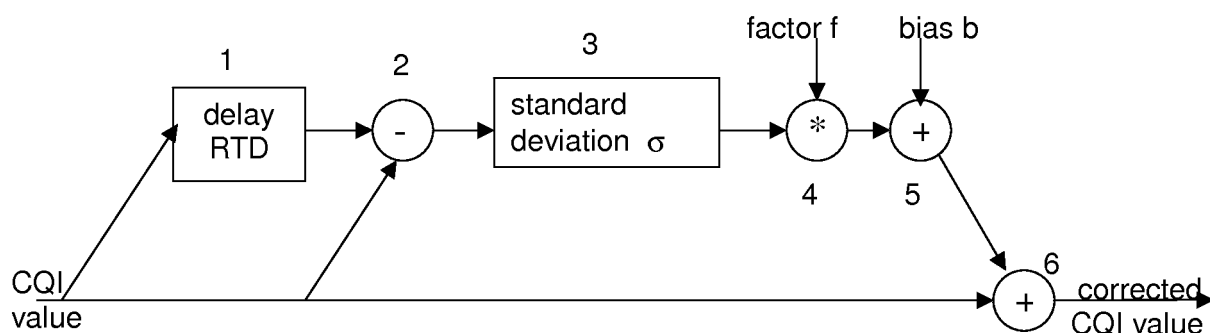 factor f
bias b
1
2
3
delay
RTD
-
standard
deviation σ
*
+
4
5
CQI
value
6
+
corrected
CQI value